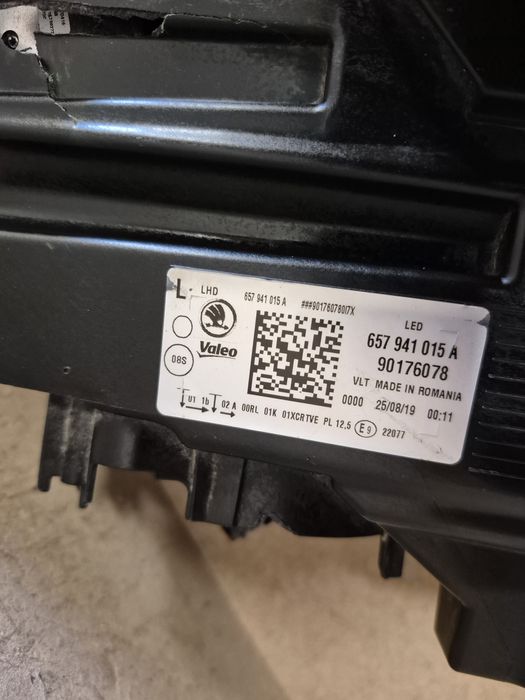 L LHD 657 941 015 A ###90176078017X
LED
657 941 015 A
Valeo
90176078
VLT MADE IN ROMANIA
08S
0000 25/08/19 00:11
01 1b 02 A 00RL 01K 01XCRTVE PL 12,5 E9 22077